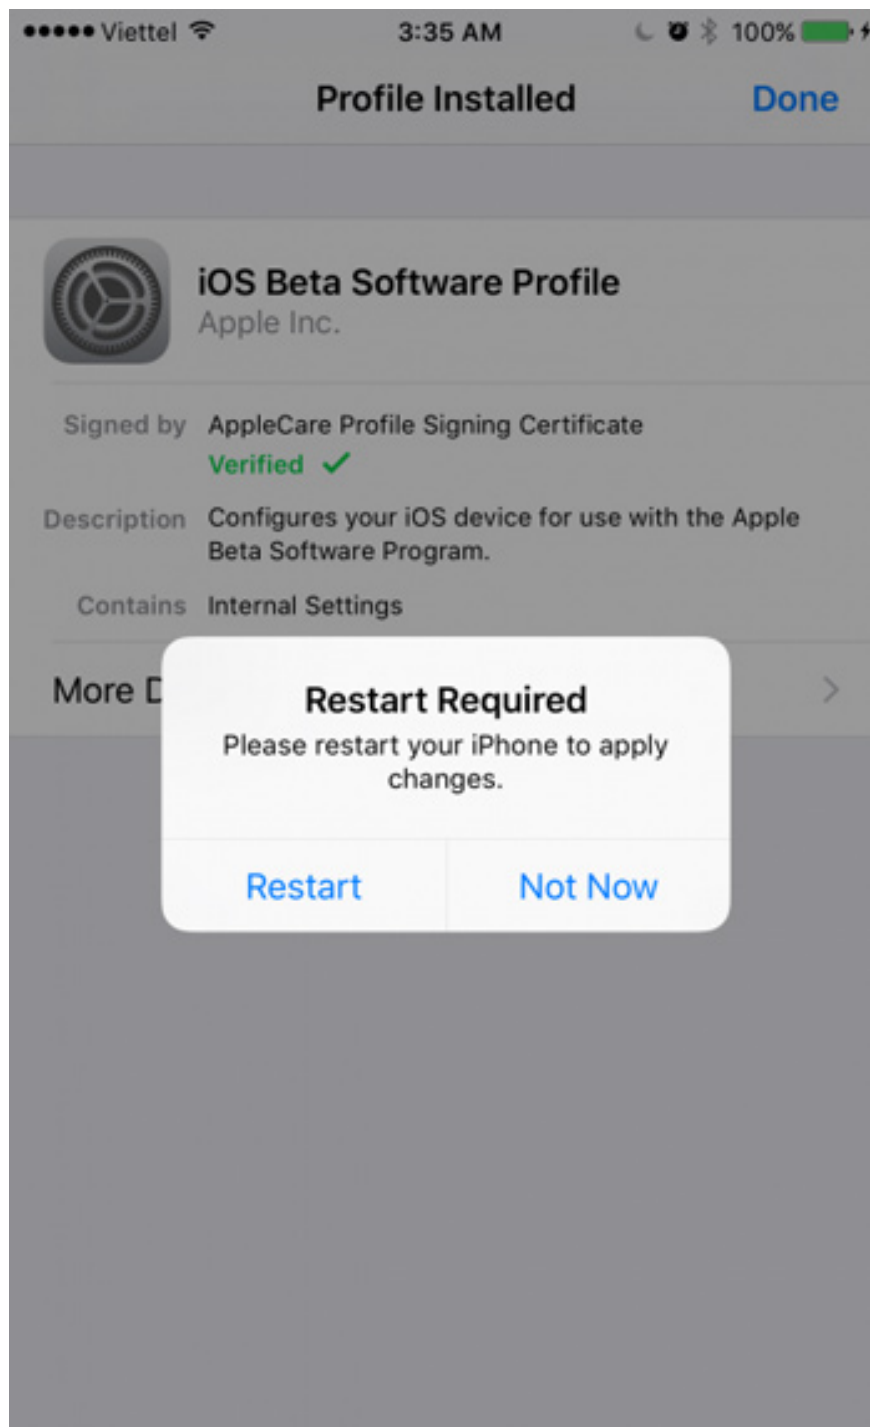 Viettel 3:35 AM 100%
Profile Installed Done
iOS Beta Software Profile
Apple Inc.
Signed by AppleCare Profile Signing Certificate
Verified
Description Configures your iOS device for use with the Apple
Beta Software Program.
Contains Internal Settings
More D
Restart Required
Please restart your iPhone to apply
changes.
Restart Not Now